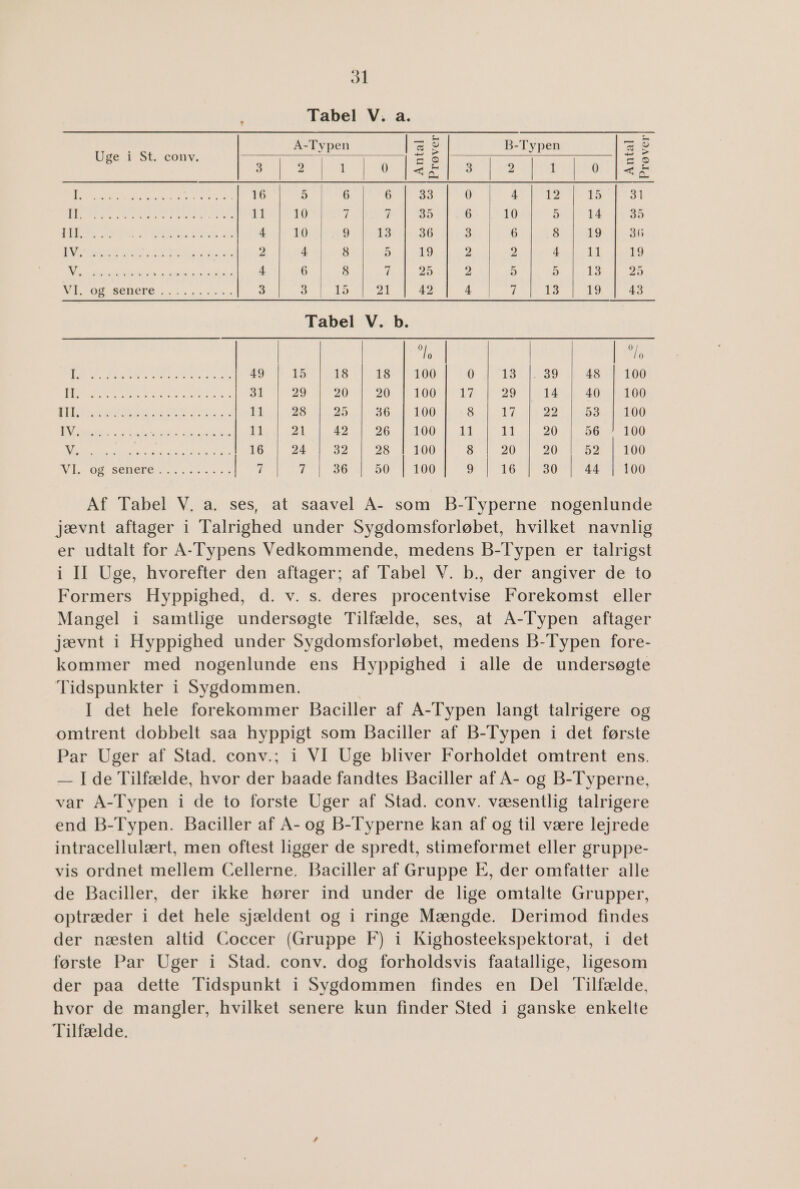 31
Tabel V. a.
Uge i St. conv. | A-Typen | Antal Prøver | B-Typen | Antal Prøver
3 | 2 | 1 | 0 | 3 | 2 | 1 | 0
I. .................... 16 | 5 | 6 | 6 | 33 | 0 | 4 | 12 | 15 | 31
II. .................... 11 | 10 | 7 | 7 | 35 | 6 | 10 | 5 | 14 | 35
III. .................... 4 | 10 | 9 | 13 | 36 | 3 | 6 | 8 | 19 | 36
IV. .................... 2 | 4 | 8 | 5 | 19 | 2 | 2 | 4 | 11 | 19
V. .................... 4 | 6 | 8 | 7 | 25 | 2 | 5 | 5 | 13 | 25
VI. og senere .......... 3 | 3 | 15 | 21 | 42 | 4 | 7 | 13 | 19 | 43
Tabel V. b.
% | %
I. .................... 49 | 15 | 18 | 18 | 100 | 0 | 13 | 39 | 48 | 100
II. .................... 31 | 29 | 20 | 20 | 100 | 17 | 29 | 14 | 40 | 100
III. .................... 11 | 28 | 25 | 36 | 100 | 8 | 17 | 22 | 53 | 100
IV. .................... 11 | 21 | 42 | 26 | 100 | 11 | 11 | 20 | 56 | 100
V. .................... 16 | 24 | 32 | 28 | 100 | 8 | 20 | 20 | 52 | 100
VI. og senere .......... 7 | 7 | 36 | 50 | 100 | 9 | 16 | 30 | 44 | 100
Af Tabel V. a. ses, at saavel A- som B-Typerne nogenlunde
jævnt aftager i Talrighed under Sygdomsforløbet, hvilket navnlig
er udtalt for A-Typens Vedkommende, medens B-Typen er talrigst
i II Uge, hvorefter den aftager; af Tabel V. b., der angiver de to
Formers Hyppighed, d. v. s. deres procentvise Forekomst eller
Mangel i samtlige undersøgte Tilfælde, ses, at A-Typen aftager
jævnt i Hyppighed under Sygdomsforløbet, medens B-Typen fore-
kommer med nogenlunde ens Hyppighed i alle de undersøgte
Tidspunkter i Sygdommen.
I det hele forekommer Baciller af A-Typen langt talrigere og
omtrent dobbelt saa hyppigt som Baciller af B-Typen i det første
Par Uger af Stad. conv.; i VI Uge bliver Forholdet omtrent ens.
— I de Tilfælde, hvor der baade fandtes Baciller af A- og B-Typerne,
var A-Typen i de to forste Uger af Stad. conv. væsentlig talrigere
end B-Typen. Baciller af A- og B-Typerne kan af og til være lejrede
intracellulært, men oftest ligger de spredt, stimeformet eller gruppe-
vis ordnet mellem Cellerne. Baciller af Gruppe E, der omfatter alle
de Baciller, der ikke hører ind under de lige omtalte Grupper,
optræder i det hele sjældent og i ringe Mængde. Derimod findes
der næsten altid Coccer (Gruppe F) i Kighosteekspektorat, i det
første Par Uger i Stad. conv. dog forholdsvis faatallige, ligesom
der paa dette Tidspunkt i Sygdommen findes en Del Tilfælde,
hvor de mangler, hvilket senere kun finder Sted i ganske enkelte
Tilfælde.